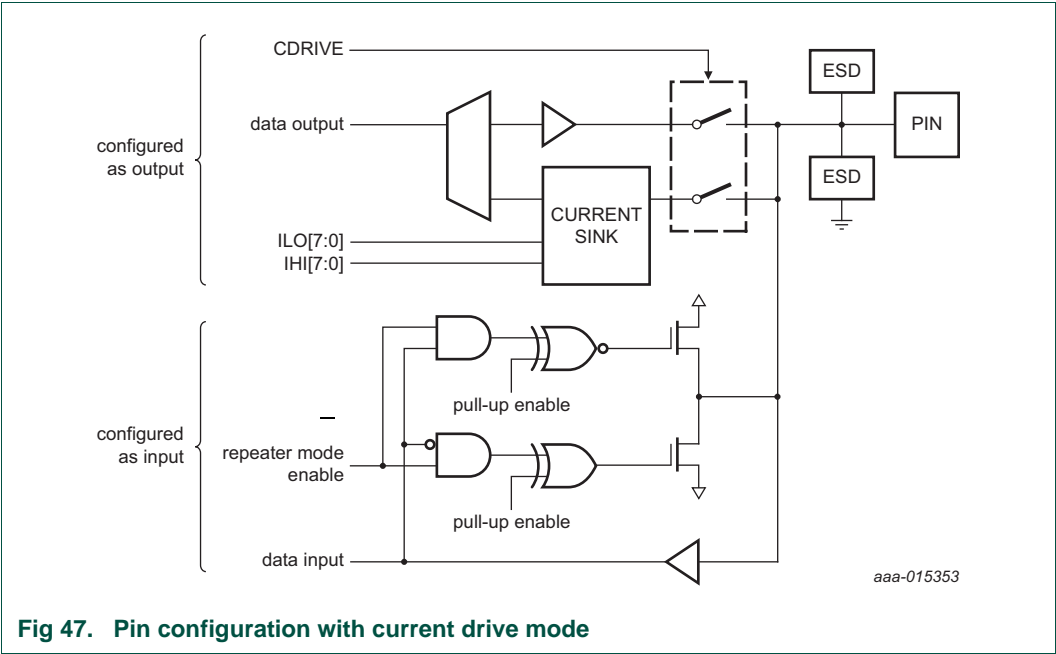 CDRIVE
ESD
data output
PIN
configured
as output
ESD
CURRENT
SINK
ILO[7:0]
IHI[7:0]
pull-up enable
configured
as input
repeater mode
enable
pull-up enable
data input
aaa-015353
Fig 47. Pin configuration with current drive mode